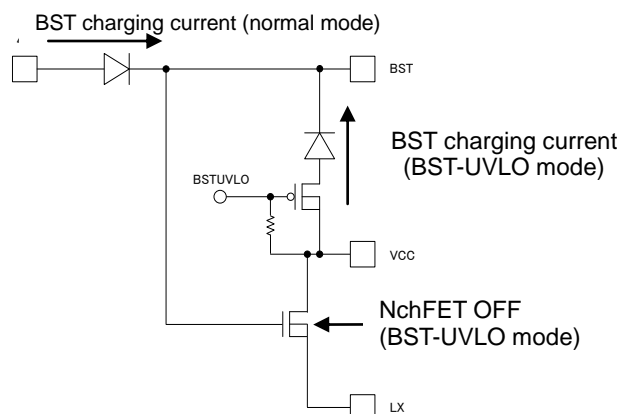 BST charging current (normal mode)
BST
BST charging current
(BST-UVLO mode)
BSTUVLO
VCC
NchFET OFF
(BST-UVLO mode)
LX